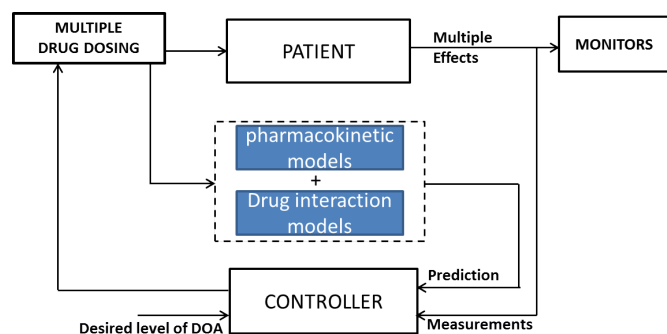 MULTIPLE
DRUG DOSING
PATIENT
Multiple
Effects
MONITORS
pharmacokinetic
models
+
Drug interaction
models
Prediction
CONTROLLER
Desired level of DOA
Measurements